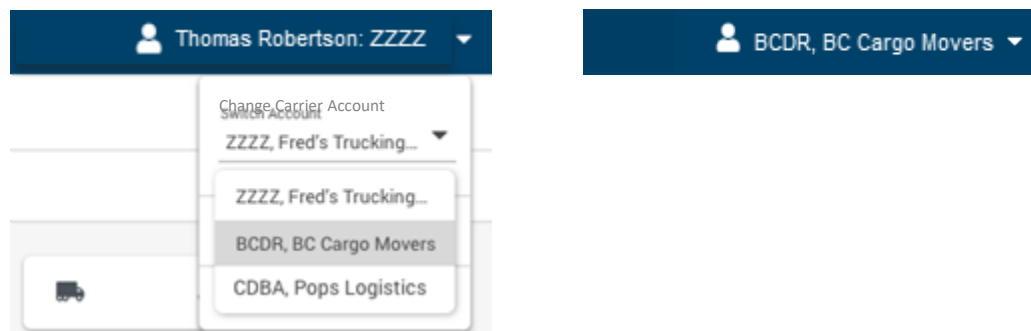 Thomas Robertson: ZZZZ
Change Carrier Account
Switch Account
ZZZZ, Fred's Trucking...
ZZZZ, Fred's Trucking...
BCDR, BC Cargo Movers
CDBA, Pops Logistics
BCDR, BC Cargo Movers